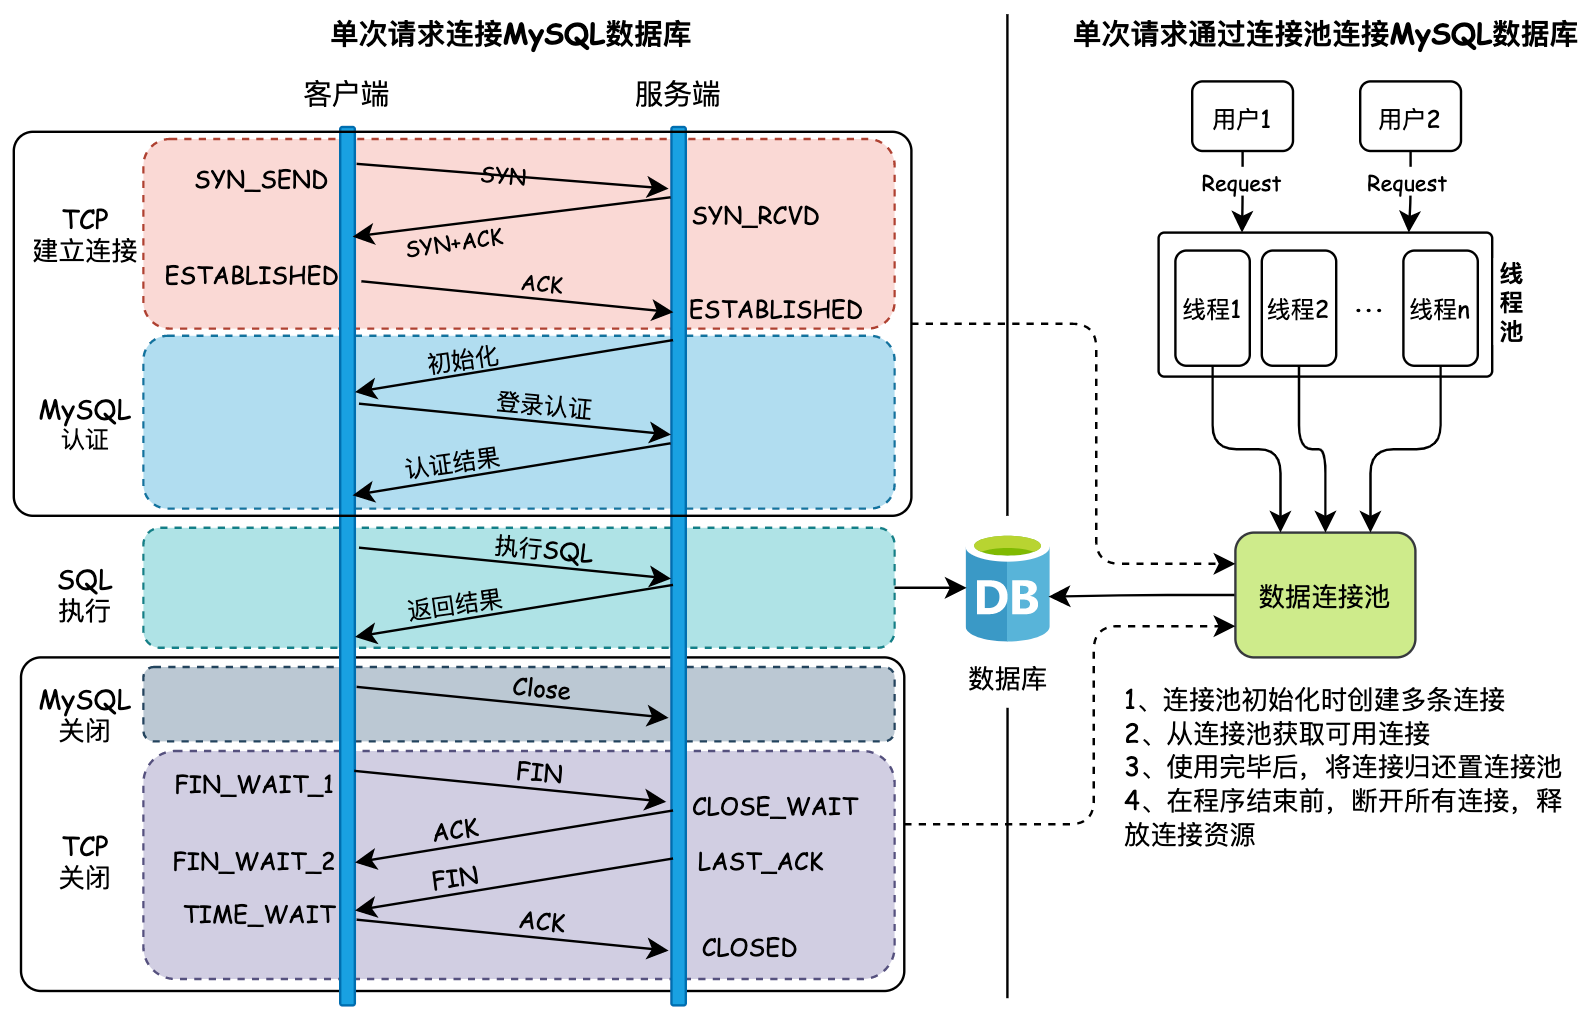 单次请求连接MySQL数据库
客户端
服务端
TCP
建立连接
SYN_SEND
SYN
SYN_RCVD
SYN+ACK
ESTABLISHED
ACK
ESTABLISHED
MySQL
认证
初始化
登录认证
认证结果
SQL
执行
执行SQL
返回结果
MySQL
关闭
Close
TCP
关闭
FIN_WAIT_1
FIN
CLOSE_WAIT
ACK
FIN_WAIT_2
LAST_ACK
FIN
TIME_WAIT
ACK
CLOSED
DB
数据库
单次请求通过连接池连接MySQL数据库
用户1
用户2
Request
Request
线程1
线程2
···
线程n
线
程
池
数据连接池
1、连接池初始化时创建多条连接
2、从连接池获取可用连接
3、使用完毕后，将连接归还置连接池
4、在程序结束前，断开所有连接，释
放连接资源